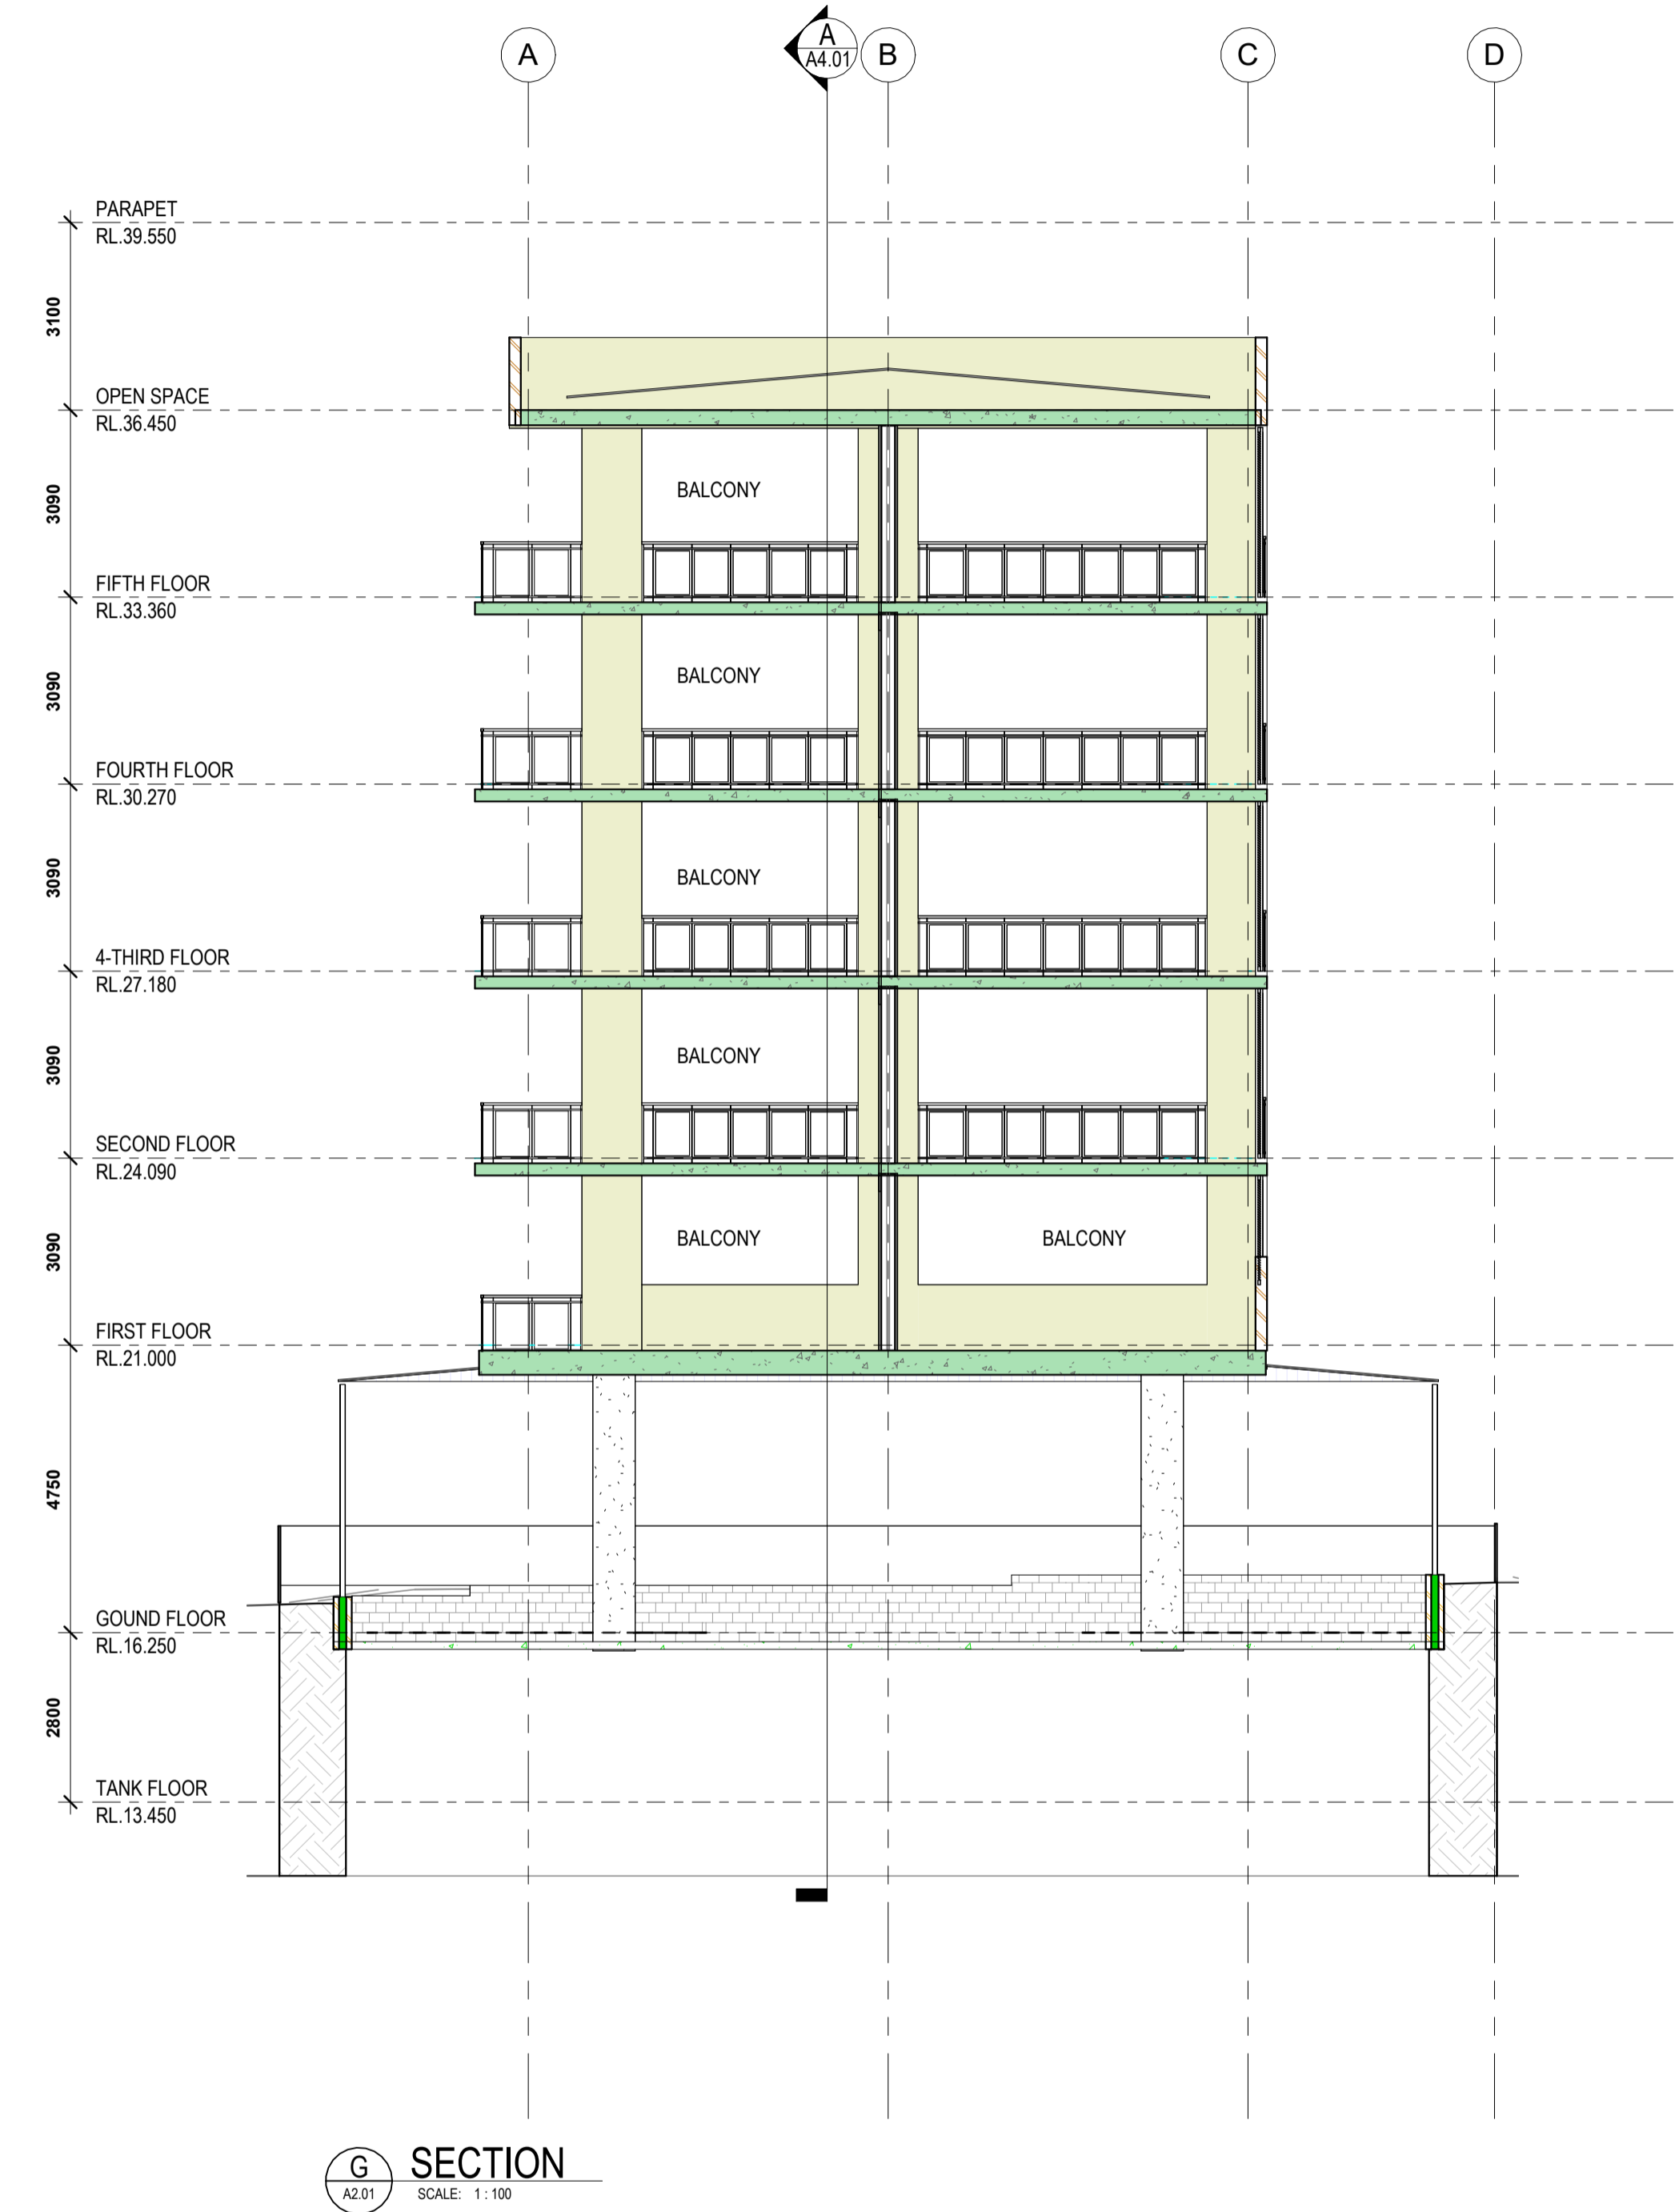 A
A
A4.01
B
C
D
PARAPET
RL.39.550
3100
OPEN SPACE
RL.36.450
3090
BALCONY
FIFTH FLOOR
RL.33.360
3090
BALCONY
FOURTH FLOOR
RL.30.270
3090
BALCONY
4-THIRD FLOOR
RL.27.180
3090
BALCONY
SECOND FLOOR
RL.24.090
3090
BALCONY
BALCONY
FIRST FLOOR
RL.21.000
4750
GOUND FLOOR
RL.16.250
2800
TANK FLOOR
RL.13.450
G
A2.01
SECTION
SCALE: 1 : 100